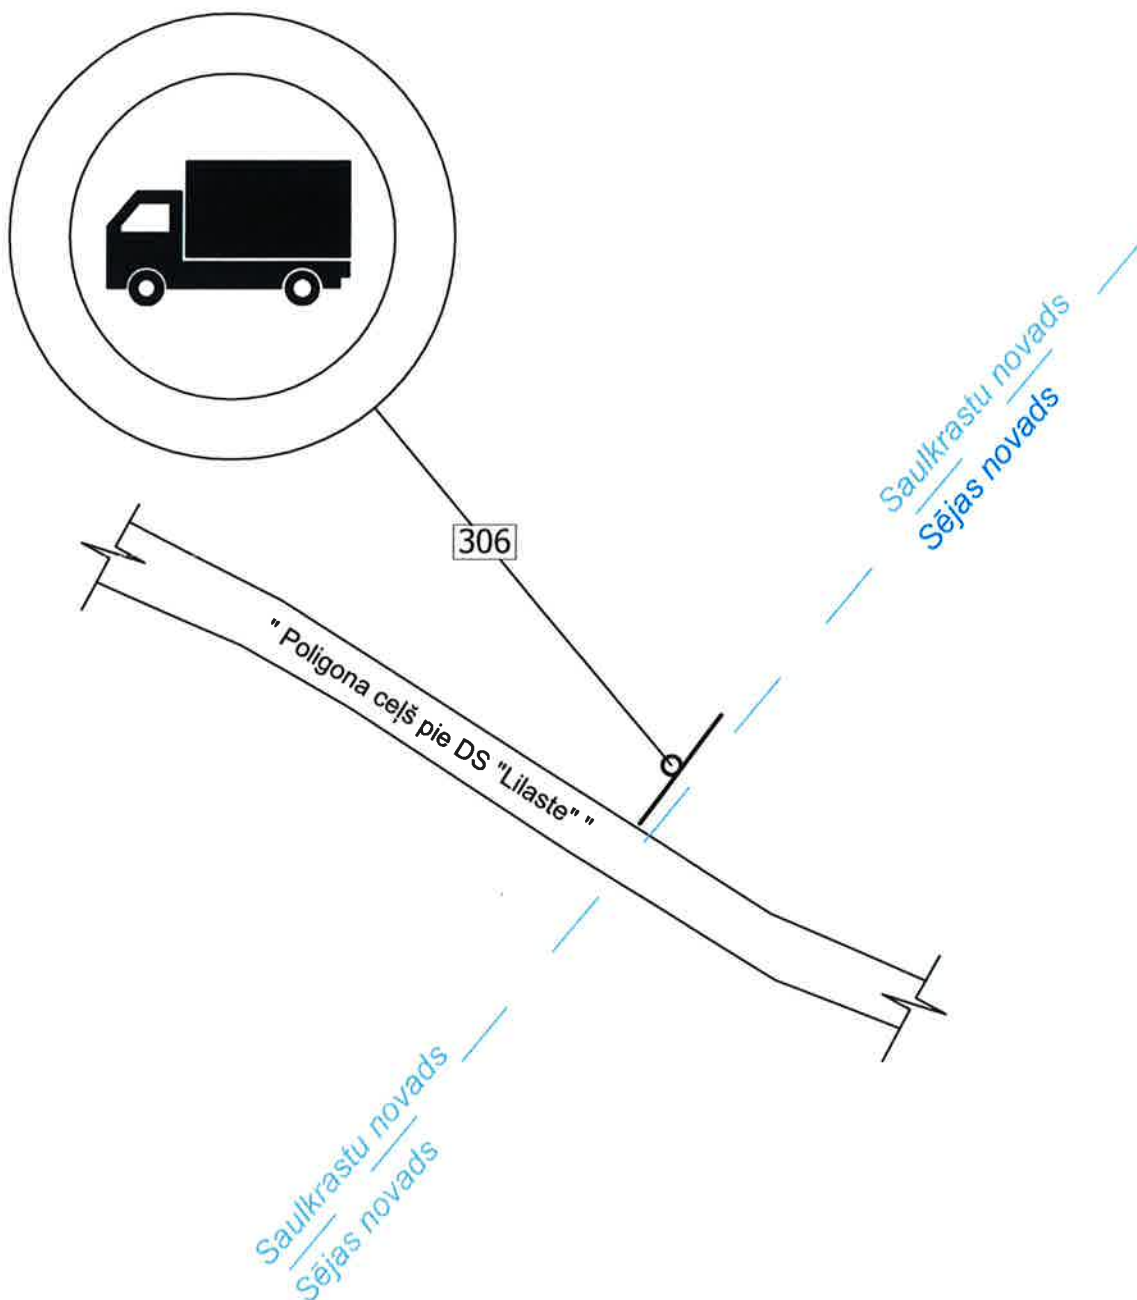 Saulkrastu novads
Sējas novads
306
" Poligona ceļš pie DS "Lilaste" "
Saulkrastu novads
Sējas novads